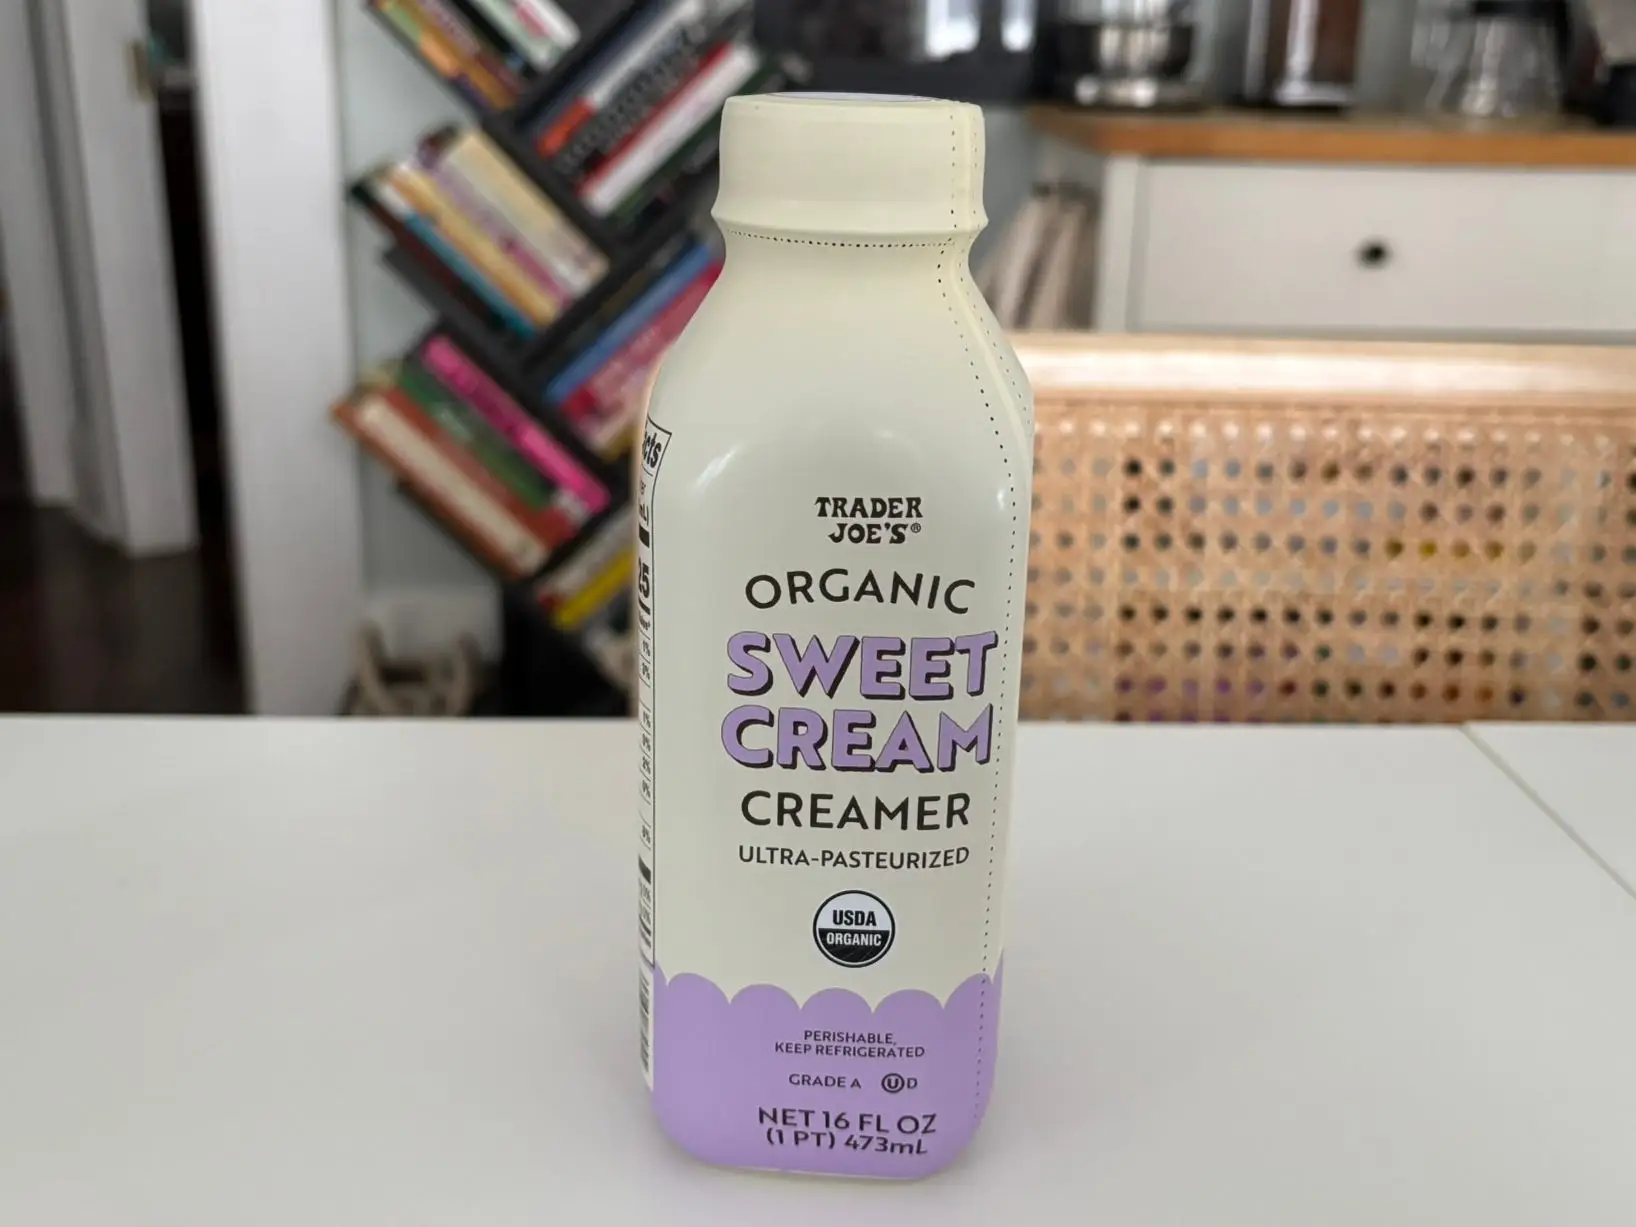 TRADER
JOE'S®
ORGANIC
SWEET
CREAM
CREAMER
ULTRA-PASTEURIZED
USDA
ORGANIC
PERISHABLE,
KEEP REFRIGERATED
GRADE A Ⓤ D
NET 16 FL OZ
(1 PT) 473mL